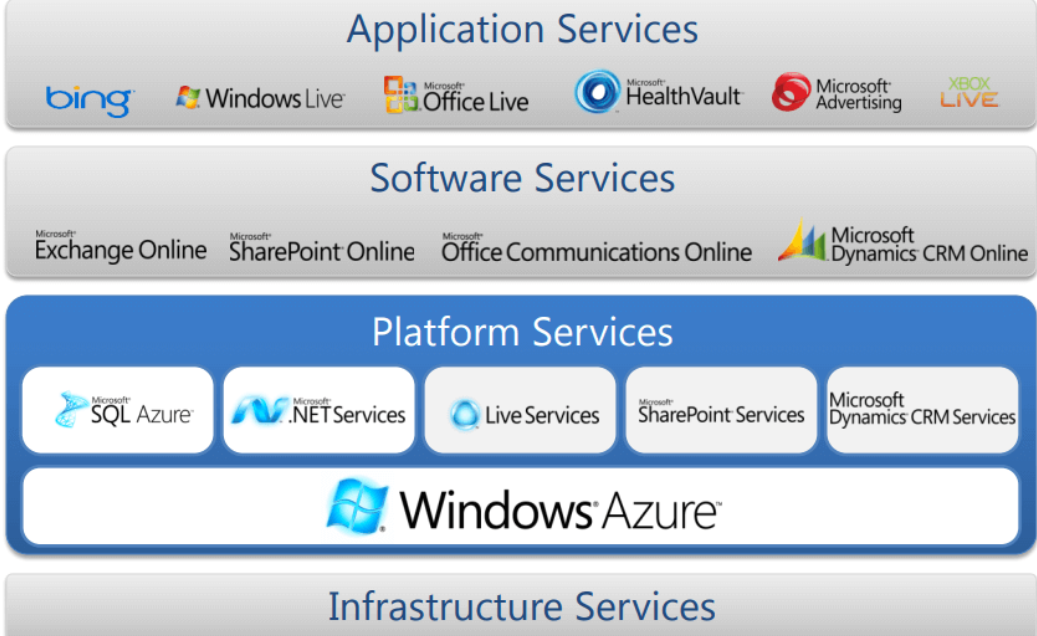 Application Services
bing Windows Live Microsoft Office Live Microsoft HealthVault Microsoft Advertising XBOX LIVE
Software Services
Microsoft Exchange Online Microsoft SharePoint Online Microsoft Office Communications Online Microsoft Dynamics CRM Online
Platform Services
Microsoft SQL Azure Microsoft .NET Services Live Services Microsoft SharePoint Services Microsoft Dynamics CRM Services
Windows Azure
Infrastructure Services